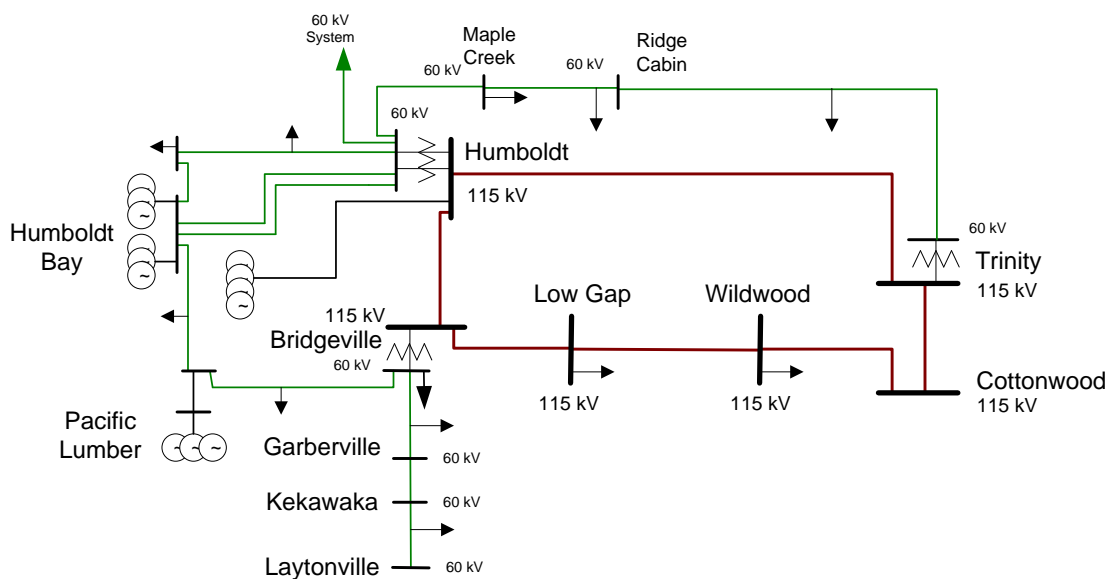 60 kV
System
Maple
Creek
Ridge
Cabin
60 kV
60 kV
60 kV
Humboldt
115 kV
60 kV
Trinity
115 kV
Humboldt
Bay
~
~
~
~
~
~
~
~
Low Gap
Wildwood
115 kV
Bridgeville
60 kV
115 kV
115 kV
Cottonwood
115 kV
Pacific
Lumber
~
~
~
Garberville
60 kV
Kekawaka
60 kV
Laytonville
60 kV